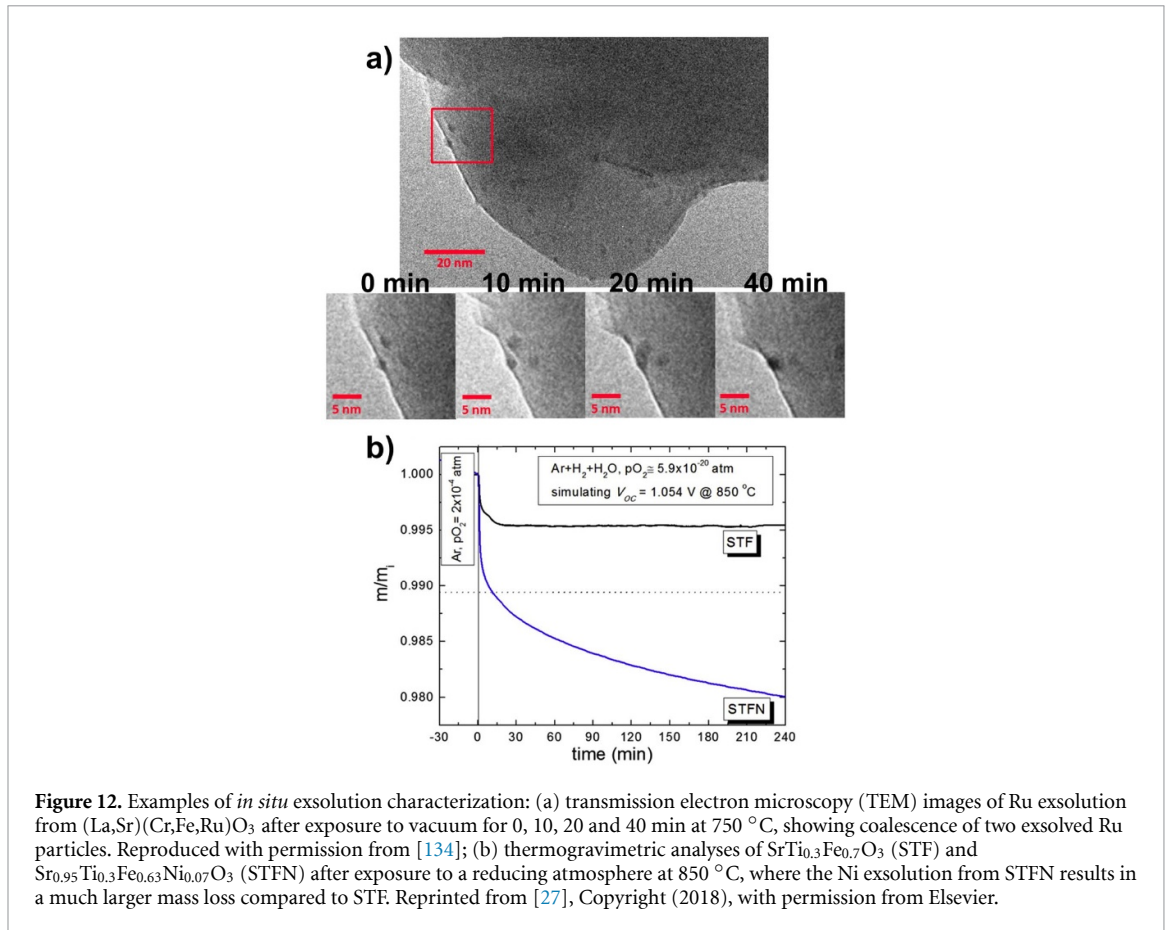 a)
20 nm
0 min 10 min 20 min 40 min
5 nm 5 nm 5 nm 5 nm
b)
Ar, pO₂= 2x10⁻⁴ atm
Ar+H₂+H₂O, pO₂≅ 5.9x10⁻²⁰ atm
simulating V_OC = 1.054 V @ 850 °C
1.000
0.995
0.990
0.985
0.980
m/mᵢ
STF
STFN
-30 0 30 60 90 120 150 180 210 240
time (min)
Figure 12. Examples of in situ exsolution characterization: (a) transmission electron microscopy (TEM) images of Ru exsolution
from (La,Sr)(Cr,Fe,Ru)O₃ after exposure to vacuum for 0, 10, 20 and 40 min at 750 °C, showing coalescence of two exsolved Ru
particles. Reproduced with permission from [134]; (b) thermogravimetric analyses of SrTi₀.₃Fe₀.₇O₃ (STF) and
Sr₀.₉₅Ti₀.₃Fe₀.₆₃Ni₀.₀₇O₃ (STFN) after exposure to a reducing atmosphere at 850 °C, where the Ni exsolution from STFN results in
a much larger mass loss compared to STF. Reprinted from [27], Copyright (2018), with permission from Elsevier.